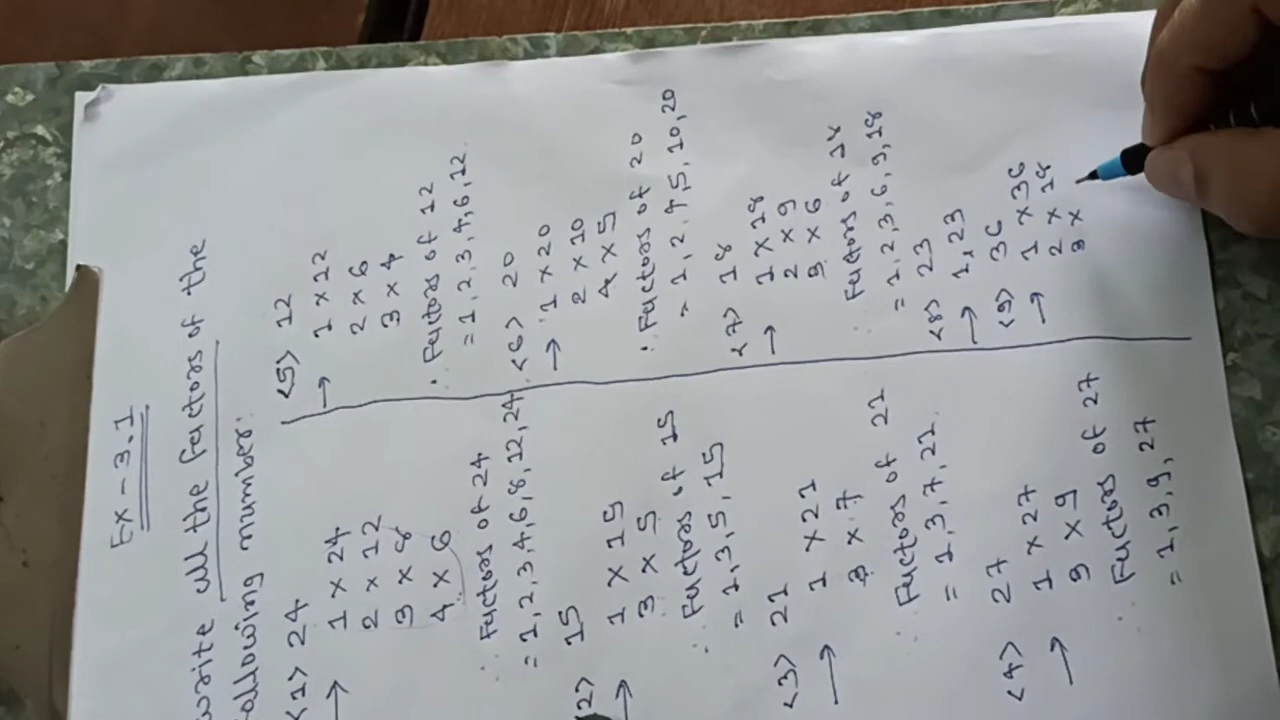 Ex - 3.1
write all the factors of the
following number.
<1> 24
→ 1 x 24
2 x 12
3 x 8
4 x 6
∴ Factors of 24
= 1, 2, 3, 4, 6, 8, 12, 24
<2> 15
→ 1 x 15
3 x 5
∴ Factors of 15
= 1, 3, 5, 15
<3> 21
→ 1 x 21
3 x 7
∴ Factors of 21
= 1, 3, 7, 21.
<4> 27
→ 1 x 27
9 x 9
∴ Factors of 27
= 1, 3, 9, 27
<5> 12
→ 1 x 12
2 x 6
3 x 4
∴ Factors of 12
= 1, 2, 3, 4, 6, 12.
<6> 20
→ 1 x 20
2 x 10
4 x 5
∴ Factors of 20
= 1, 2, 4, 5, 10, 20
<7> 18
→ 1 x 18
2 x 9
3 x 6
∴ Factors of 18
= 1, 2, 3, 6, 9, 18
<8> 23
→ 1, 23
<9> 36
→ 1 x 36
2 x 18
3 x